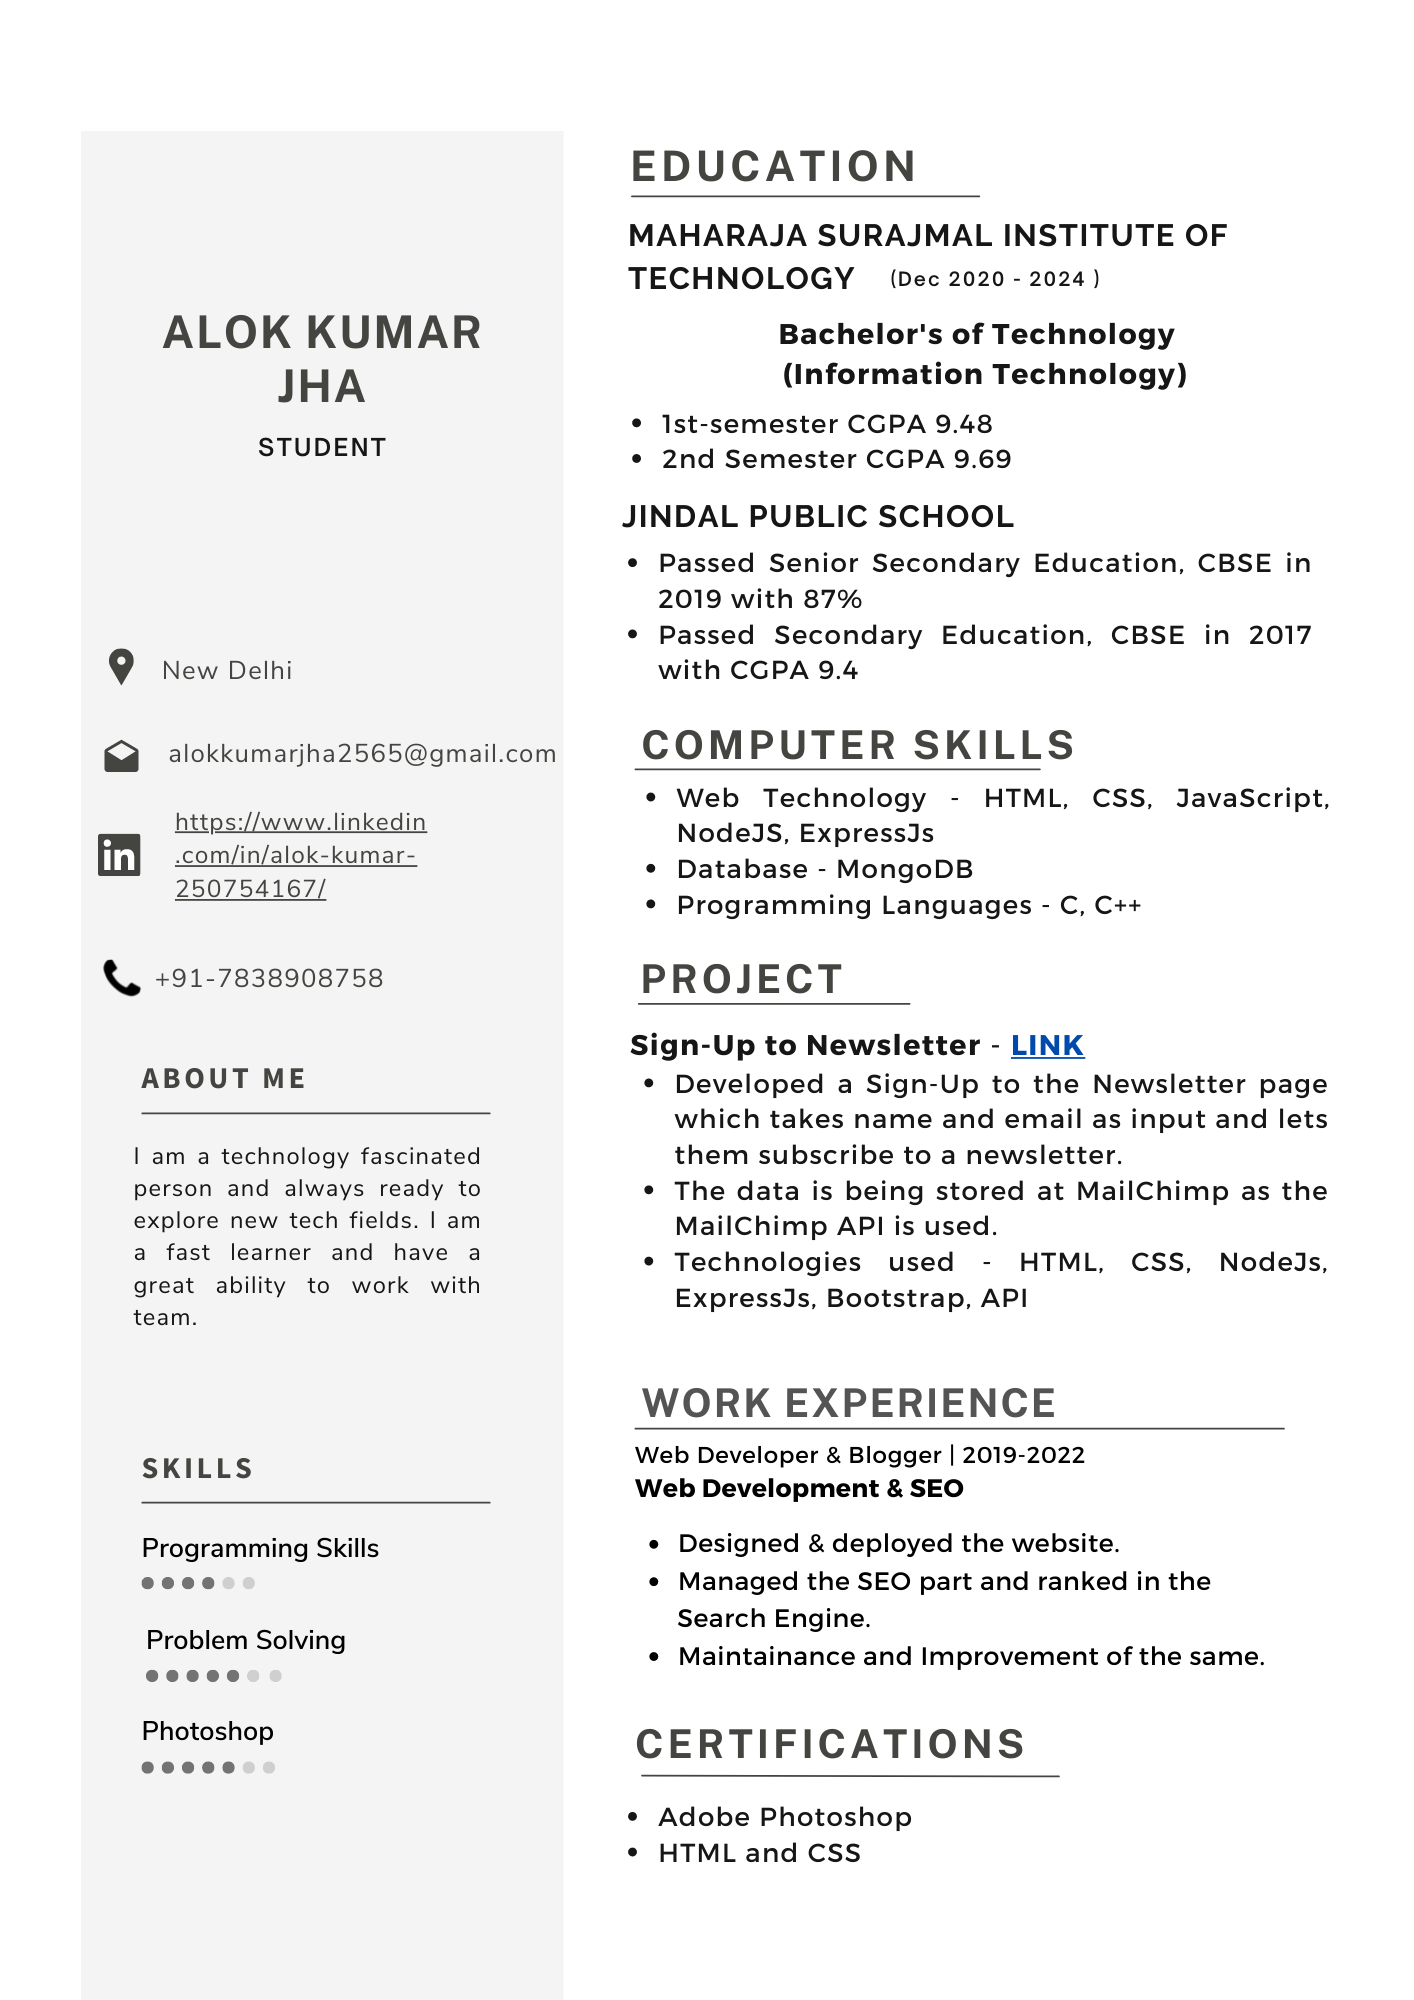 ALOK KUMAR
JHA
STUDENT
New Delhi
alokkumarjha2565@gmail.com
https://www.linkedin
.com/in/alok-kumar-
250754167/
+91-7838908758
ABOUT ME
I am a technology fascinated
person and always ready to
explore new tech fields. I am
a fast learner and have a
great ability to work with
team.
SKILLS
Programming Skills
Problem Solving
Photoshop
EDUCATION
MAHARAJA SURAJMAL INSTITUTE OF
TECHNOLOGY (Dec 2020 - 2024 )
Bachelor's of Technology
(Information Technology)
• 1st-semester CGPA 9.48
• 2nd Semester CGPA 9.69
JINDAL PUBLIC SCHOOL
• Passed Senior Secondary Education, CBSE in
2019 with 87%
• Passed Secondary Education, CBSE in 2017
with CGPA 9.4
COMPUTER SKILLS
• Web Technology - HTML, CSS, JavaScript,
NodeJS, ExpressJs
• Database - MongoDB
• Programming Languages - C, C++
PROJECT
Sign-Up to Newsletter - LINK
• Developed a Sign-Up to the Newsletter page
which takes name and email as input and lets
them subscribe to a newsletter.
• The data is being stored at MailChimp as the
MailChimp API is used.
• Technologies used - HTML, CSS, NodeJs,
ExpressJs, Bootstrap, API
WORK EXPERIENCE
Web Developer & Blogger | 2019-2022
Web Development & SEO
• Designed & deployed the website.
• Managed the SEO part and ranked in the
Search Engine.
• Maintainance and Improvement of the same.
CERTIFICATIONS
• Adobe Photoshop
• HTML and CSS